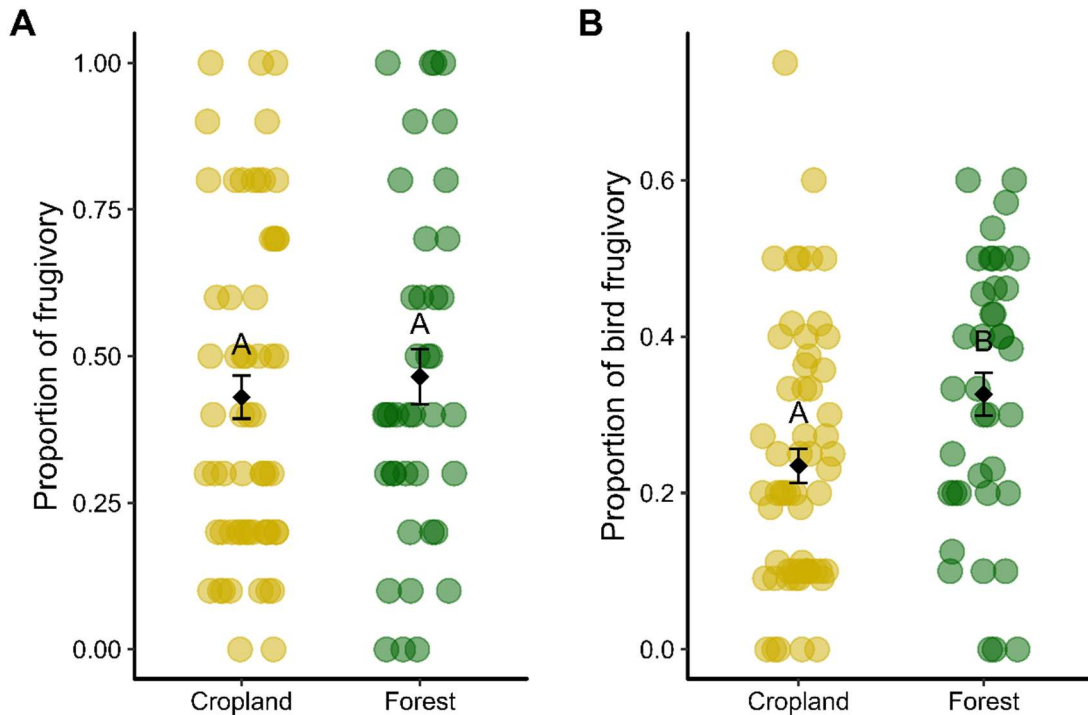 A
Proportion of frugivory
1.00
0.75
0.50
0.25
0.00
A
A
Cropland
Forest
B
Proportion of bird frugivory
0.6
0.4
0.2
0.0
A
B
Cropland
Forest